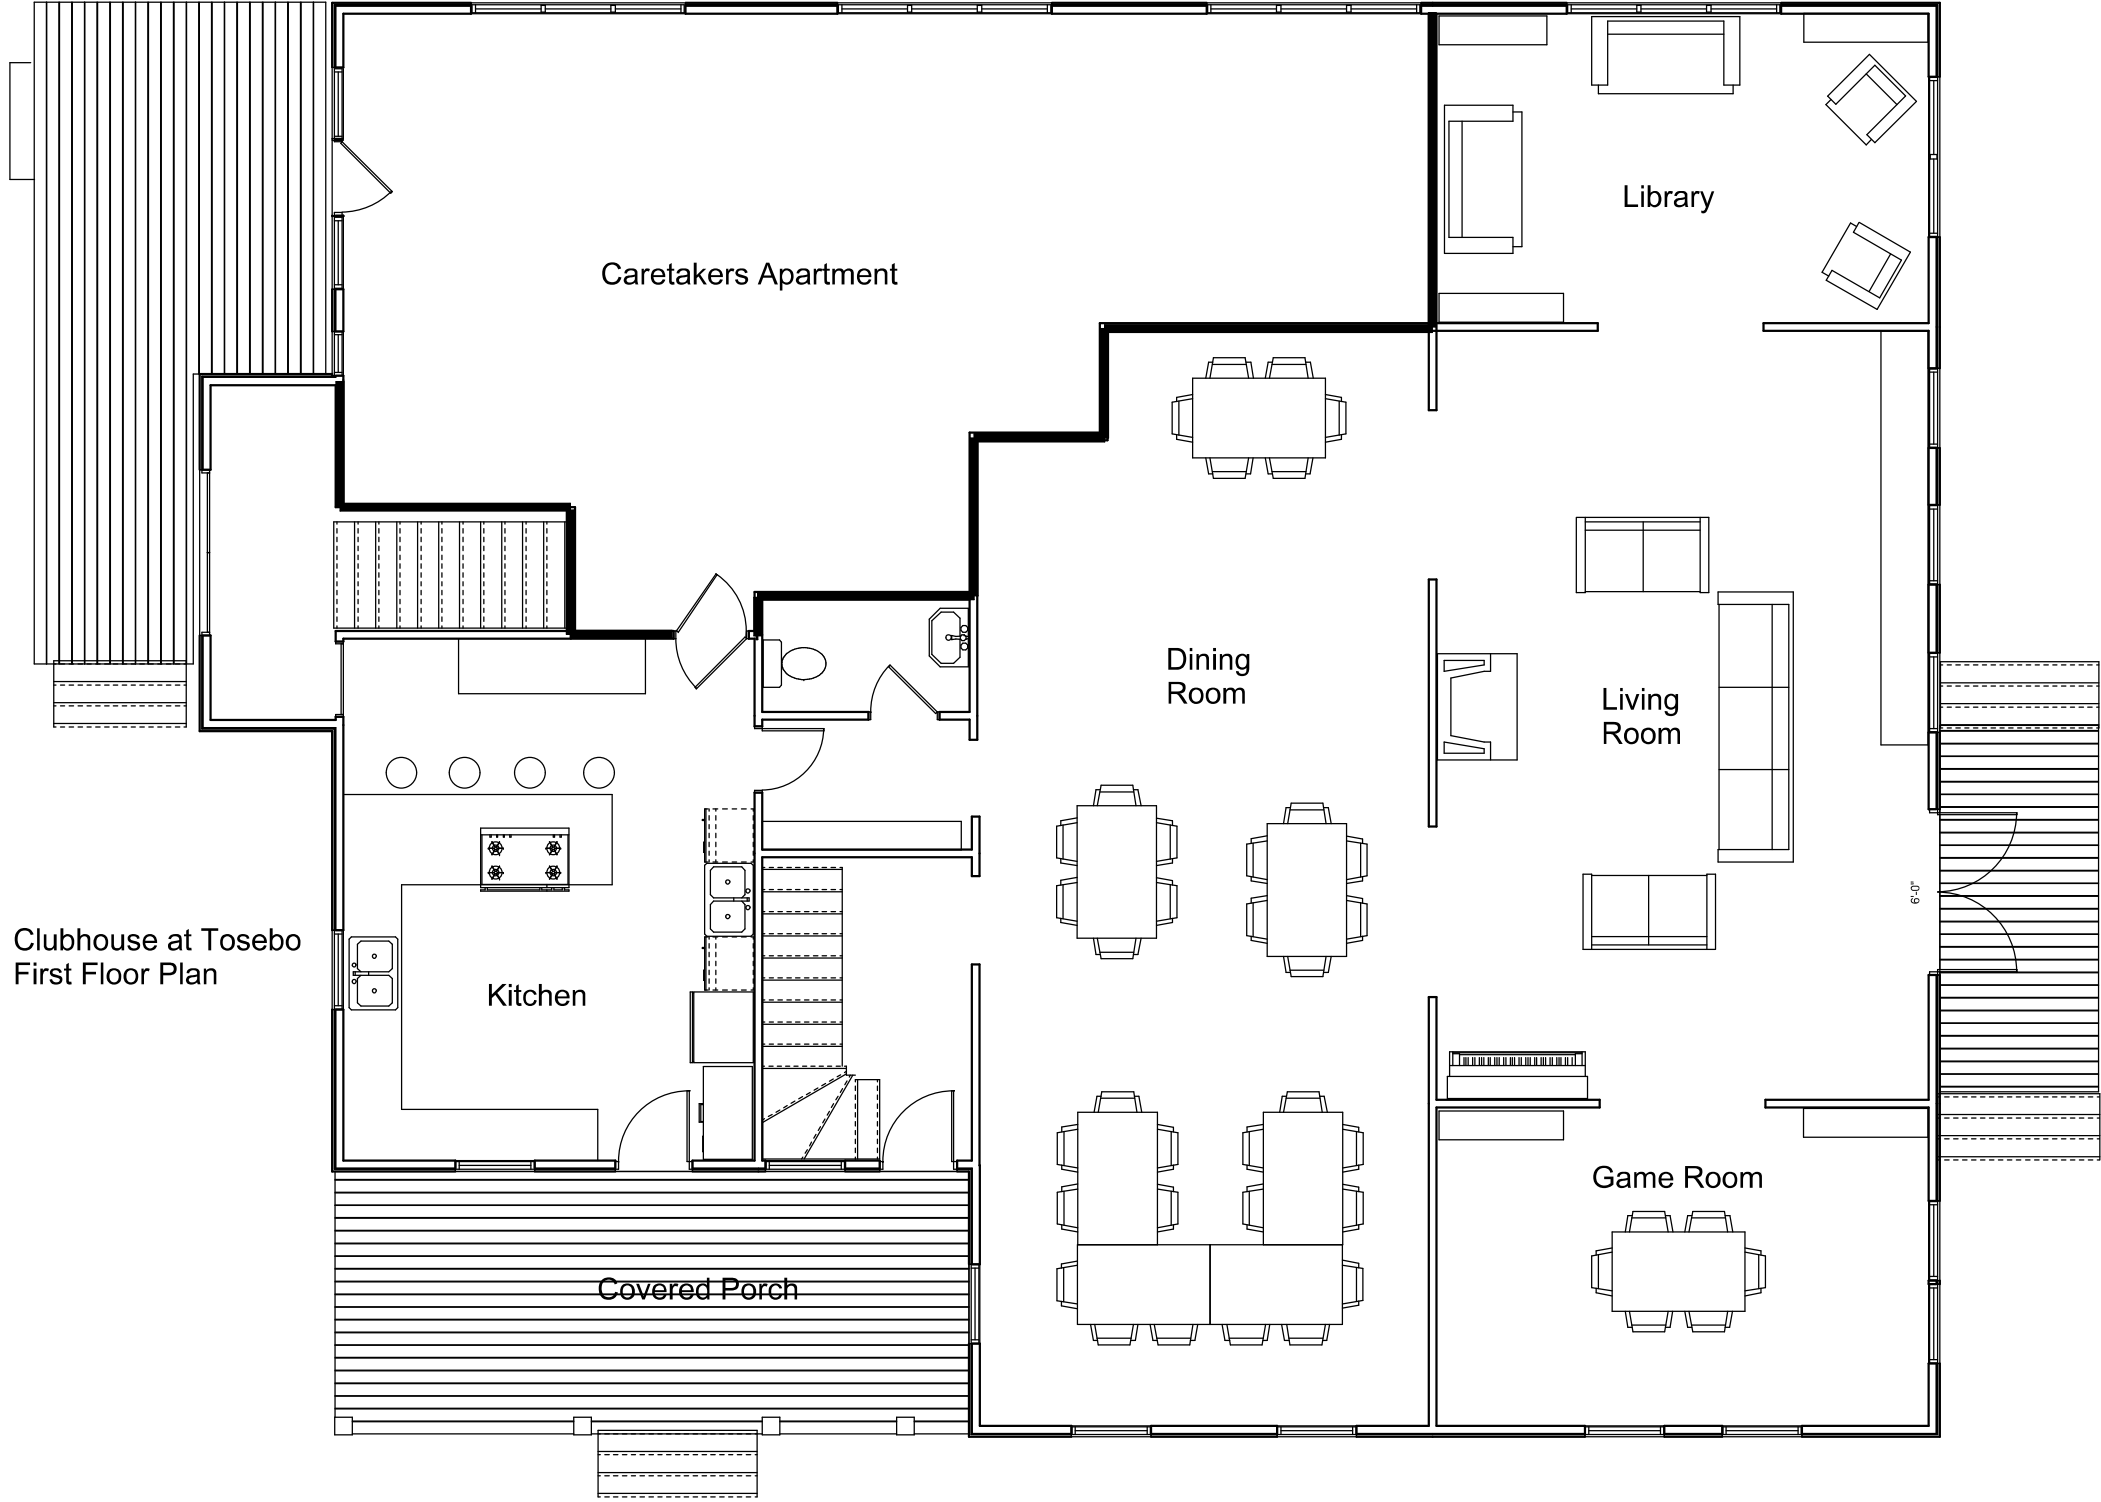 Library
Caretakers Apartment
Dining
Room
Living
Room
6'-0"
Clubhouse at Tosebo
First Floor Plan
Kitchen
Game Room
Covered Porch